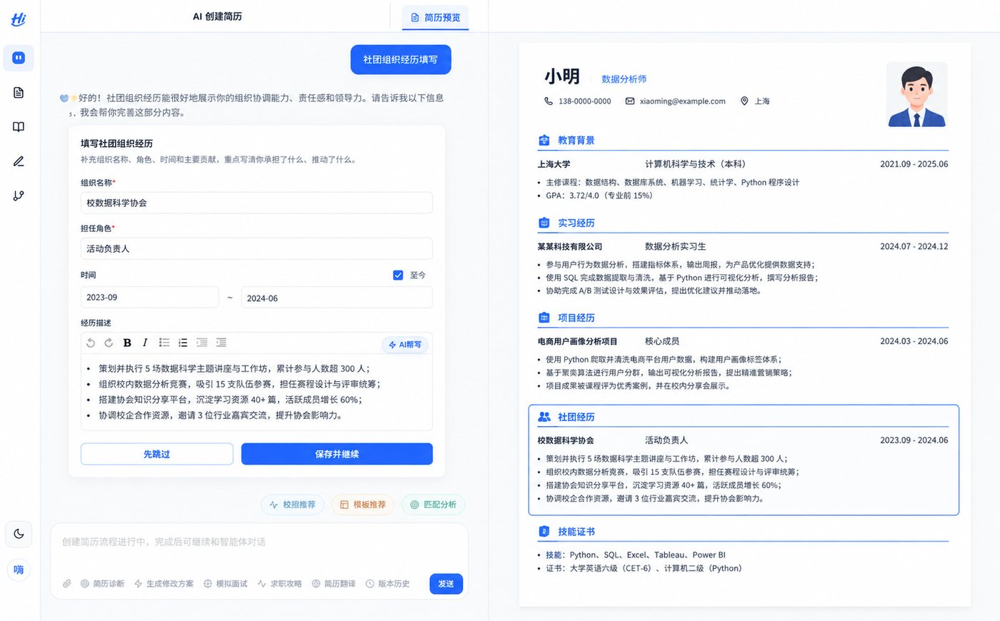 Hi
AI 创建简历
简历预览
社团组织经历填写
好的！社团组织经历能很好地展示你的组织协调能力、责任感和领导力。请告诉我以下信息
，我会帮你完善这部分内容。
填写社团组织经历
补充组织名称、角色、时间和主要贡献，重点写清你承担了什么、推动了什么。
组织名称*
校数据科学协会
担任角色*
活动负责人
时间
至今
2023-09 ~ 2024-06
经历描述
B I
AI帮写
• 策划并执行 5 场数据科学主题讲座与工作坊，累计参与人数超 300 人；
• 组织校内数据分析竞赛，吸引 15 支队伍参赛，担任赛程设计与评审统筹；
• 搭建协会知识分享平台，沉淀学习资源 40+ 篇，活跃成员增长 60%；
• 协调校企合作资源，邀请 3 位行业嘉宾交流，提升协会影响力。
先跳过
保存并继续
校招推荐
模板推荐
匹配分析
创建简历流程进行中，完成后可继续和智能体对话
简历诊断
生成修改方案
模拟面试
求职攻略
简历翻译
版本历史
发送
嗨
小明
数据分析师
138-0000-0000
xiaoming@example.com
上海
教育背景
上海大学 计算机科学与技术（本科） 2021.09 - 2025.06
• 主修课程：数据结构、数据库系统、机器学习、统计学、Python 程序设计
• GPA：3.72/4.0（专业前 15%）
实习经历
某某科技有限公司 数据分析实习生 2024.07 - 2024.12
• 参与用户行为数据分析，搭建指标体系，输出周报，为产品优化提供数据支持；
• 使用 SQL 完成数据提取与清洗，基于 Python 进行可视化分析，撰写分析报告；
• 协助完成 A/B 测试设计与效果评估，提出优化建议并推动落地。
项目经历
电商用户画像分析项目 核心成员 2024.03 - 2024.06
• 使用 Python 爬取并清洗电商平台用户数据，构建用户画像标签体系；
• 基于聚类算法进行用户分群，输出可视化分析报告，提出精准营销策略；
• 项目成果被课程评为优秀案例，并在校内分享会展示。
社团经历
校数据科学协会 活动负责人 2023.09 - 2024.06
• 策划并执行 5 场数据科学主题讲座与工作坊，累计参与人数超 300 人；
• 组织校内数据分析竞赛，吸引 15 支队伍参赛，担任赛程设计与评审统筹；
• 搭建协会知识分享平台，沉淀学习资源 40+ 篇，活跃成员增长 60%；
• 协调校企合作资源，邀请 3 位行业嘉宾交流，提升协会影响力。
技能证书
• 技能：Python、SQL、Excel、Tableau、Power BI
• 证书：大学英语六级（CET-6）、计算机二级（Python）